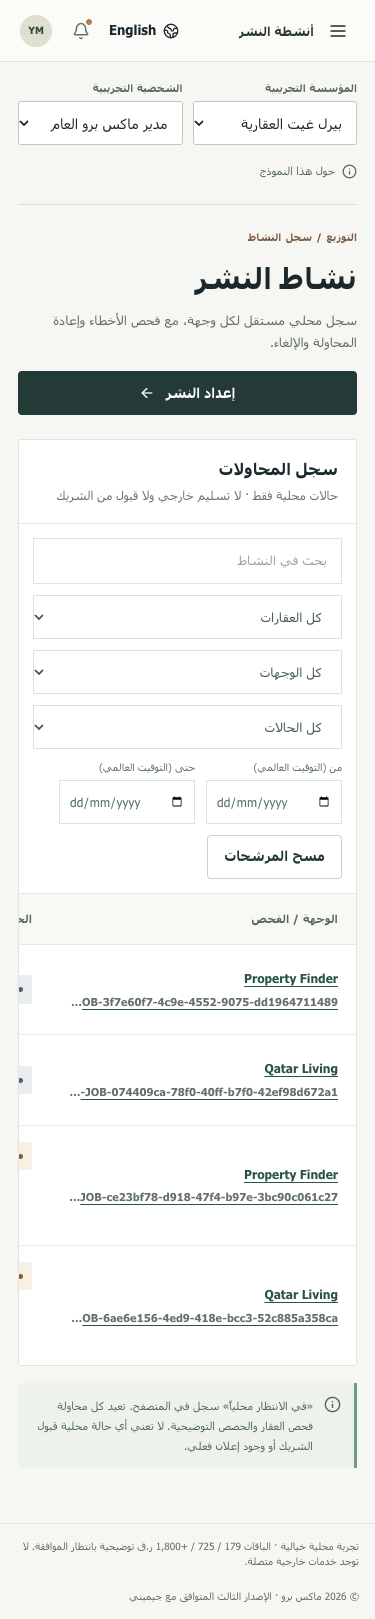 أنشطة النشر
English
YM
المؤسسة التجريبية
الشخصية التجريبية
بيرل غيت العقارية
مدير ماكس برو العام
حول هذا النموذج
التوزيع / سجل النشاط
نشاط النشر
سجل محلي مستقل لكل وجهة، مع فحص الأخطاء وإعادة
المحاولة والإلغاء.
إعداد النشر ←
سجل المحاولات
حالات محلية فقط · لا تسليم خارجي ولا قبول من الشريك
بحث في النشاط
كل العقارات
كل الوجهات
كل الحالات
من (التوقيت العالمي)
حتى (التوقيت العالمي)
dd/mm/yyyy
dd/mm/yyyy
مسح المرشحات
الوجهة / الفحص
Property Finder
...OB-3f7e60f7-4c9e-4552-9075-dd1964711489
Qatar Living
...-JOB-074409ca-78f0-40ff-b7f0-42ef98d672a1
Property Finder
...JOB-ce23bf78-d918-47f4-b97e-3bc90c061c27
Qatar Living
...OB-6ae6e156-4ed9-418e-bcc3-52c885a358ca
«في الانتظار محلياً» سجل في المتصفح. تعيد كل محاولة
فحص العقار والحصص التوضيحية. لا تعني أي حالة محلية قبول
الشريك أو وجود إعلان فعلي.
تجربة محلية خيالية · الباقات 179 / 725 / +1,800 ر.ق توضيحية بانتظار الموافقة. لا
توجد خدمات خارجية متصلة.
© 2026 ماكس برو · الإصدار الثالث المتوافق مع جيميني